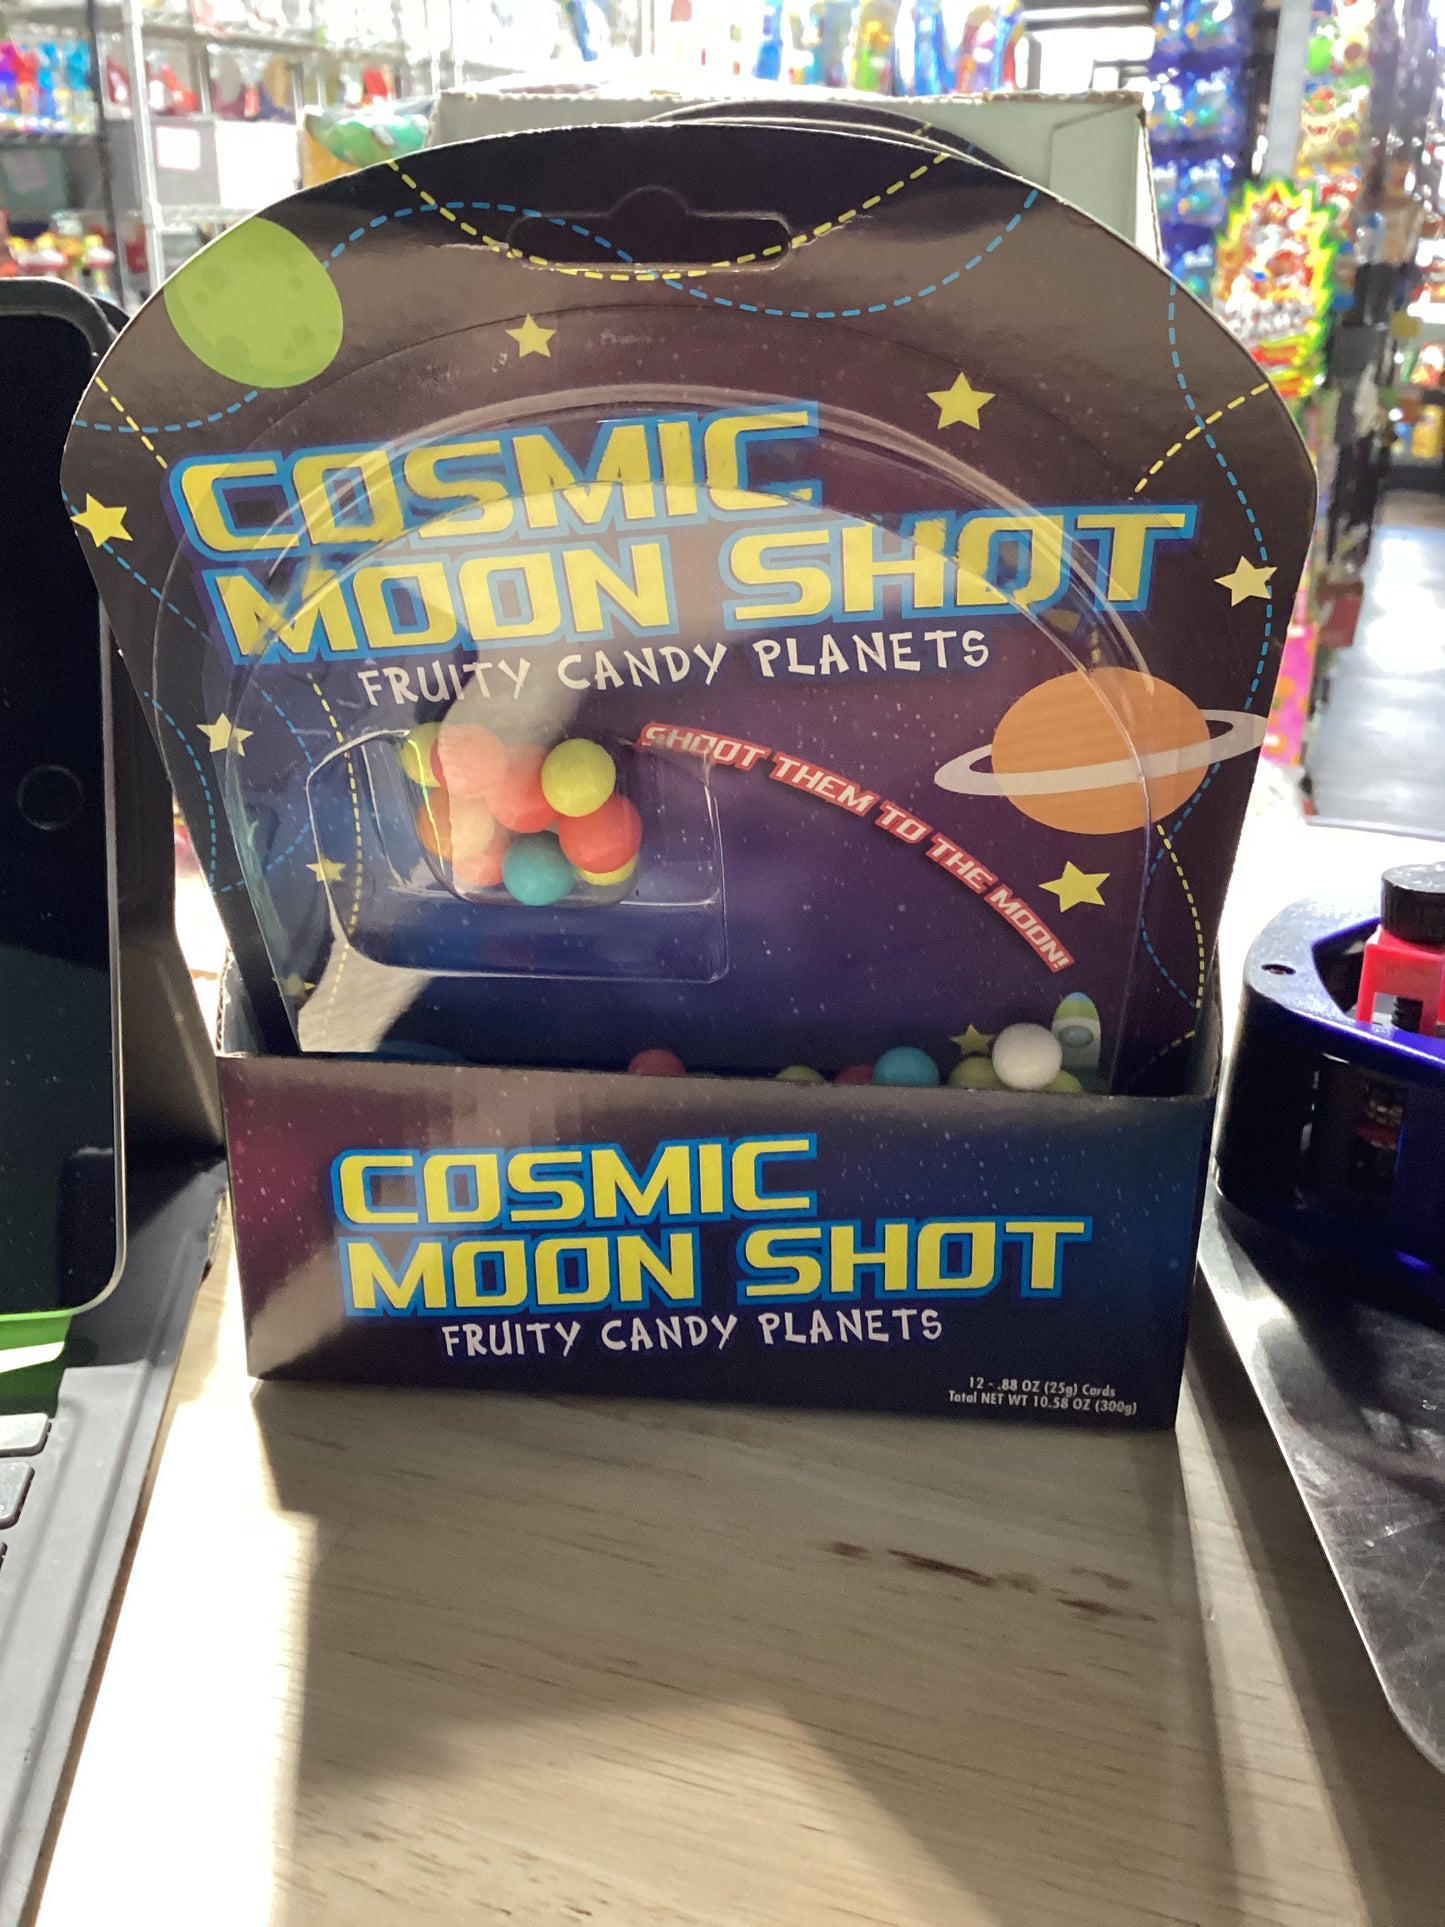 COSMIC
MOON SHOT
FRUITY CANDY PLANETS
SHOOT THEM TO THE MOON!
COSMIC
MOON SHOT
FRUITY CANDY PLANETS
12 - .88 OZ (25g) Cards
Total NET WT 10.58 OZ (300g)